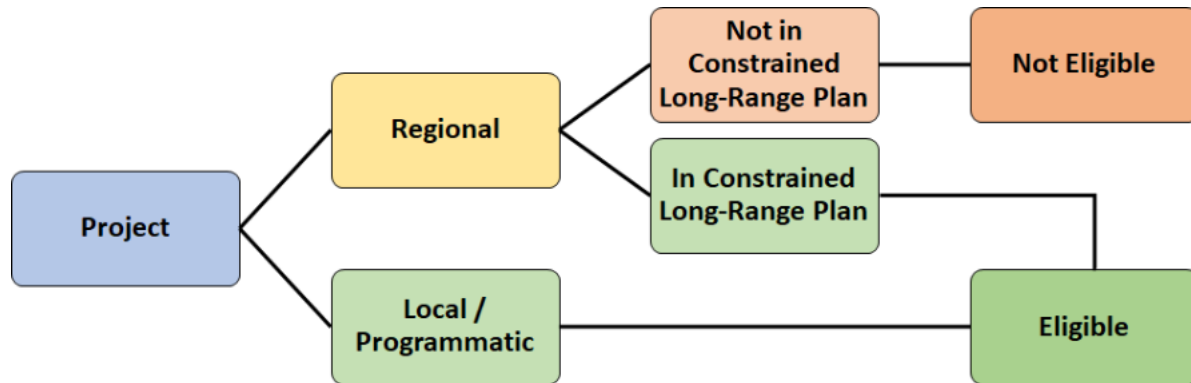 Not in
Constrained
Long-Range Plan
Not Eligible
Regional
In Constrained
Long-Range Plan
Project
Local /
Programmatic
Eligible